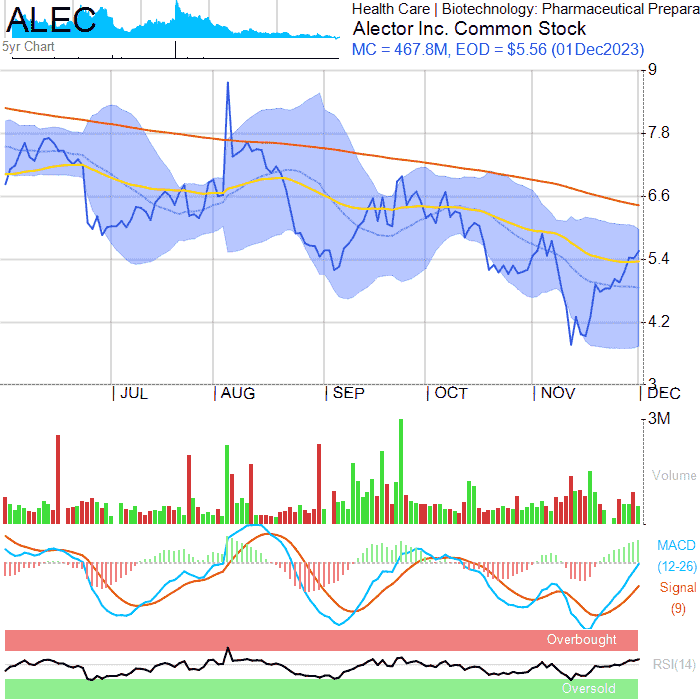 ALEC
5yr Chart
Health Care | Biotechnology: Pharmaceutical Prepara
Alector Inc. Common Stock
MC = 467.8M, EOD = $5.56 (01Dec2023)
9
7.8
6.6
5.4
4.2
3
JUL AUG SEP OCT NOV DEC
3M
Volume
MACD
(12-26)
Signal
(9)
Overbought
RSI(14)
Oversold